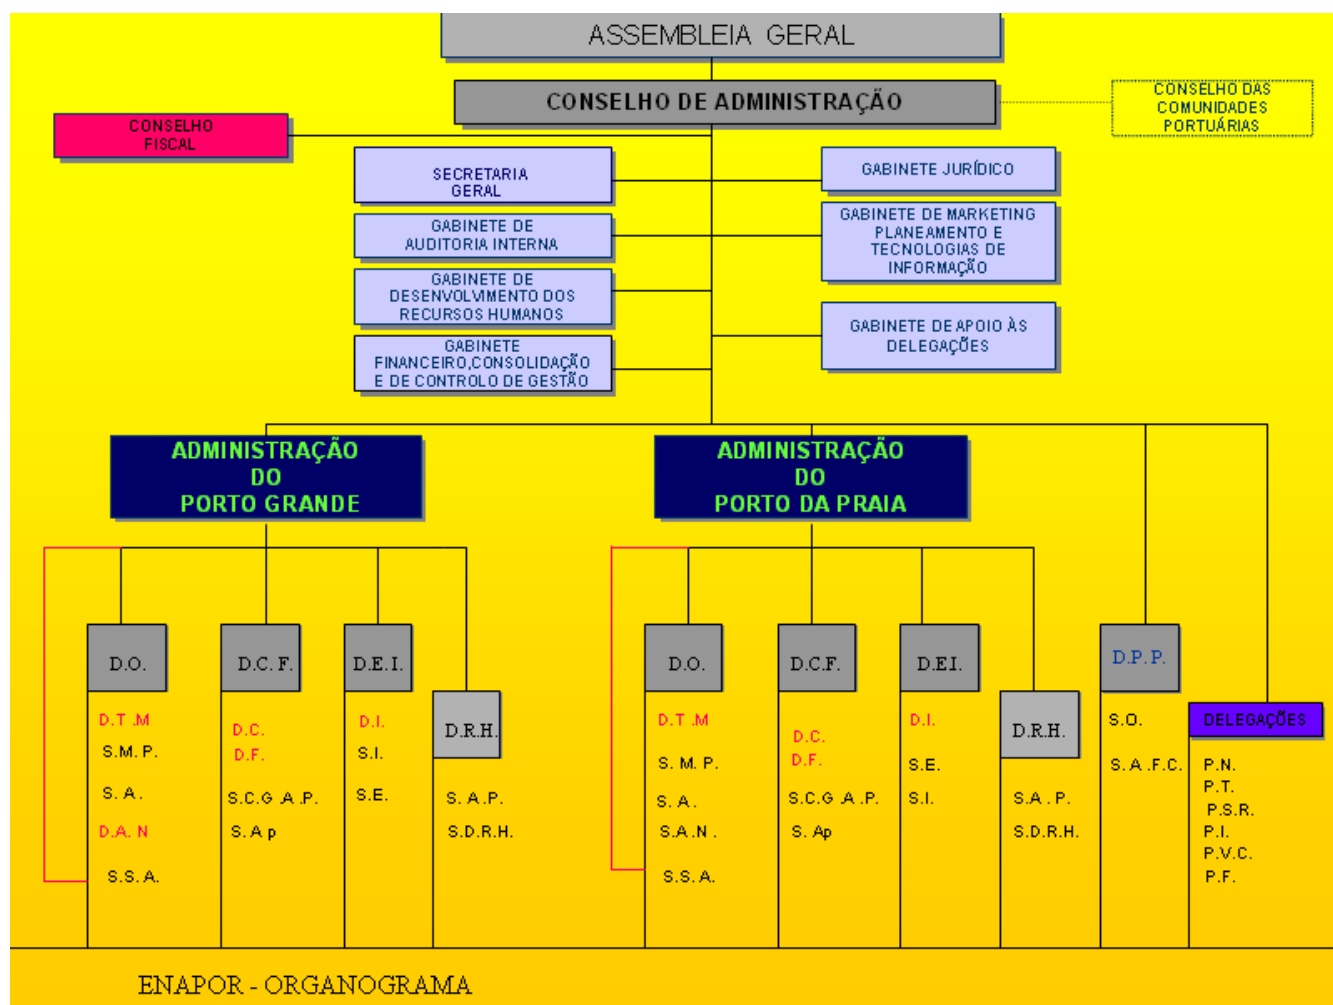 ASSEMBLEIA GERAL
CONSELHO DE ADMINISTRAÇÃO
CONSELHO DAS
COMUNIDADES
PORTUÁRIAS
CONSELHO
FISCAL
SECRETARIA
GERAL
GABINETE JURÍDICO
GABINETE DE
AUDITORIA INTERNA
GABINETE DE MARKETING
PLANEAMENTO E
TECNOLOGIAS DE
INFORMAÇÃO
GABINETE DE
DESENVOLVIMENTO DOS
RECURSOS HUMANOS
GABINETE DE APOIO ÀS
DELEGAÇÕES
GABINETE
FINANCEIRO,CONSOLIDAÇÃO
E DE CONTROLO DE GESTÃO
ADMINISTRAÇÃO
DO
PORTO GRANDE
ADMINISTRAÇÃO
DO
PORTO DA PRAIA
D.O.
D.T .M
S.M. P.
S. A .
D.A. N
S.S. A.
D.C. F.
D.C.
D.F.
S.C.G .A .P.
S. A p
D.E. I.
D.I.
S.I.
S.E.
D.R.H.
S. A .P.
S.D.R.H.
D.O.
D.T .M
S. M. P.
S. A .
S.A .N .
S.S. A.
D.C.F.
D.C.
D.F.
S.C.G .A .P.
S. Ap
D.E.I.
D.I.
S.E.
S.I.
D.R.H.
S.A . P.
S.D.R.H.
D.P. P.
S.O.
S. A .F.C.
DELEGAÇÕES
P.N.
P.T.
P.S.R.
P.I.
P.V.C.
P.F.
ENAPOR - ORGANOGRAMA